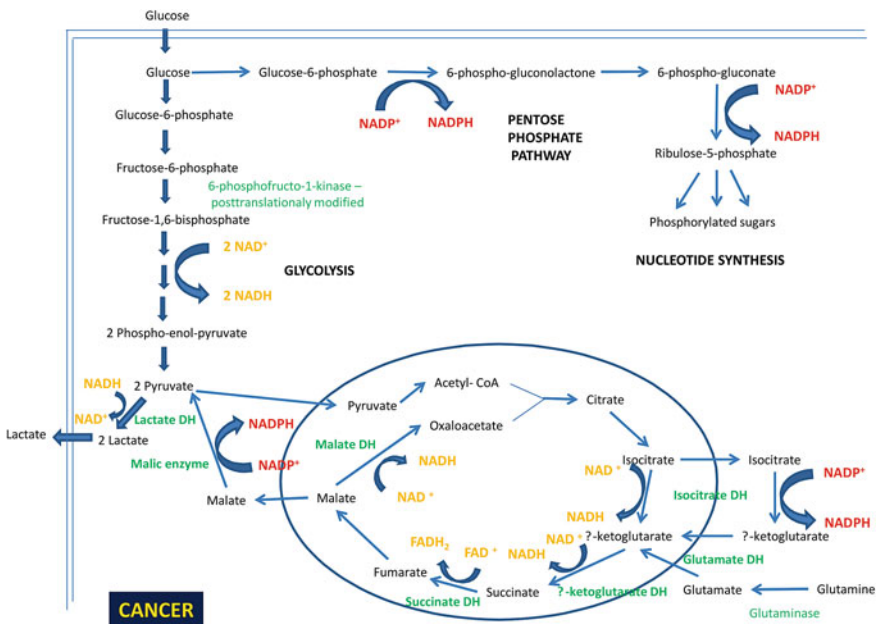 Glucose
Glucose
Glucose-6-phosphate
6-phospho-gluconolactone
6-phospho-gluconate
NADP⁺
NADPH
PENTOSE
PHOSPHATE
PATHWAY
NADP⁺
NADPH
Glucose-6-phosphate
Ribulose-5-phosphate
Fructose-6-phosphate
6-phosphofructo-1-kinase –
posttranslationaly modified
Fructose-1,6-bisphosphate
Phosphorylated sugars
2 NAD⁺
GLYCOLYSIS
2 NADH
NUCLEOTIDE SYNTHESIS
2 Phospho-enol-pyruvate
NADH
2 Pyruvate
NAD⁺
Lactate DH
Lactate
2 Lactate
Malic enzyme
NADPH
NADP⁺
Malate
Pyruvate
Acetyl- CoA
Citrate
Oxaloacetate
Malate DH
NADH
NAD ⁺
Malate
Isocitrate
NAD ⁺
Isocitrate
Isocitrate DH
NADP⁺
NADPH
NADH
?-ketoglutarate
?-ketoglutarate
NAD ⁺
NADH
FADH₂
FAD ⁺
Glutamate DH
Fumarate
Succinate
Succinate DH
?-ketoglutarate DH
Glutamate
Glutamine
Glutaminase
CANCER